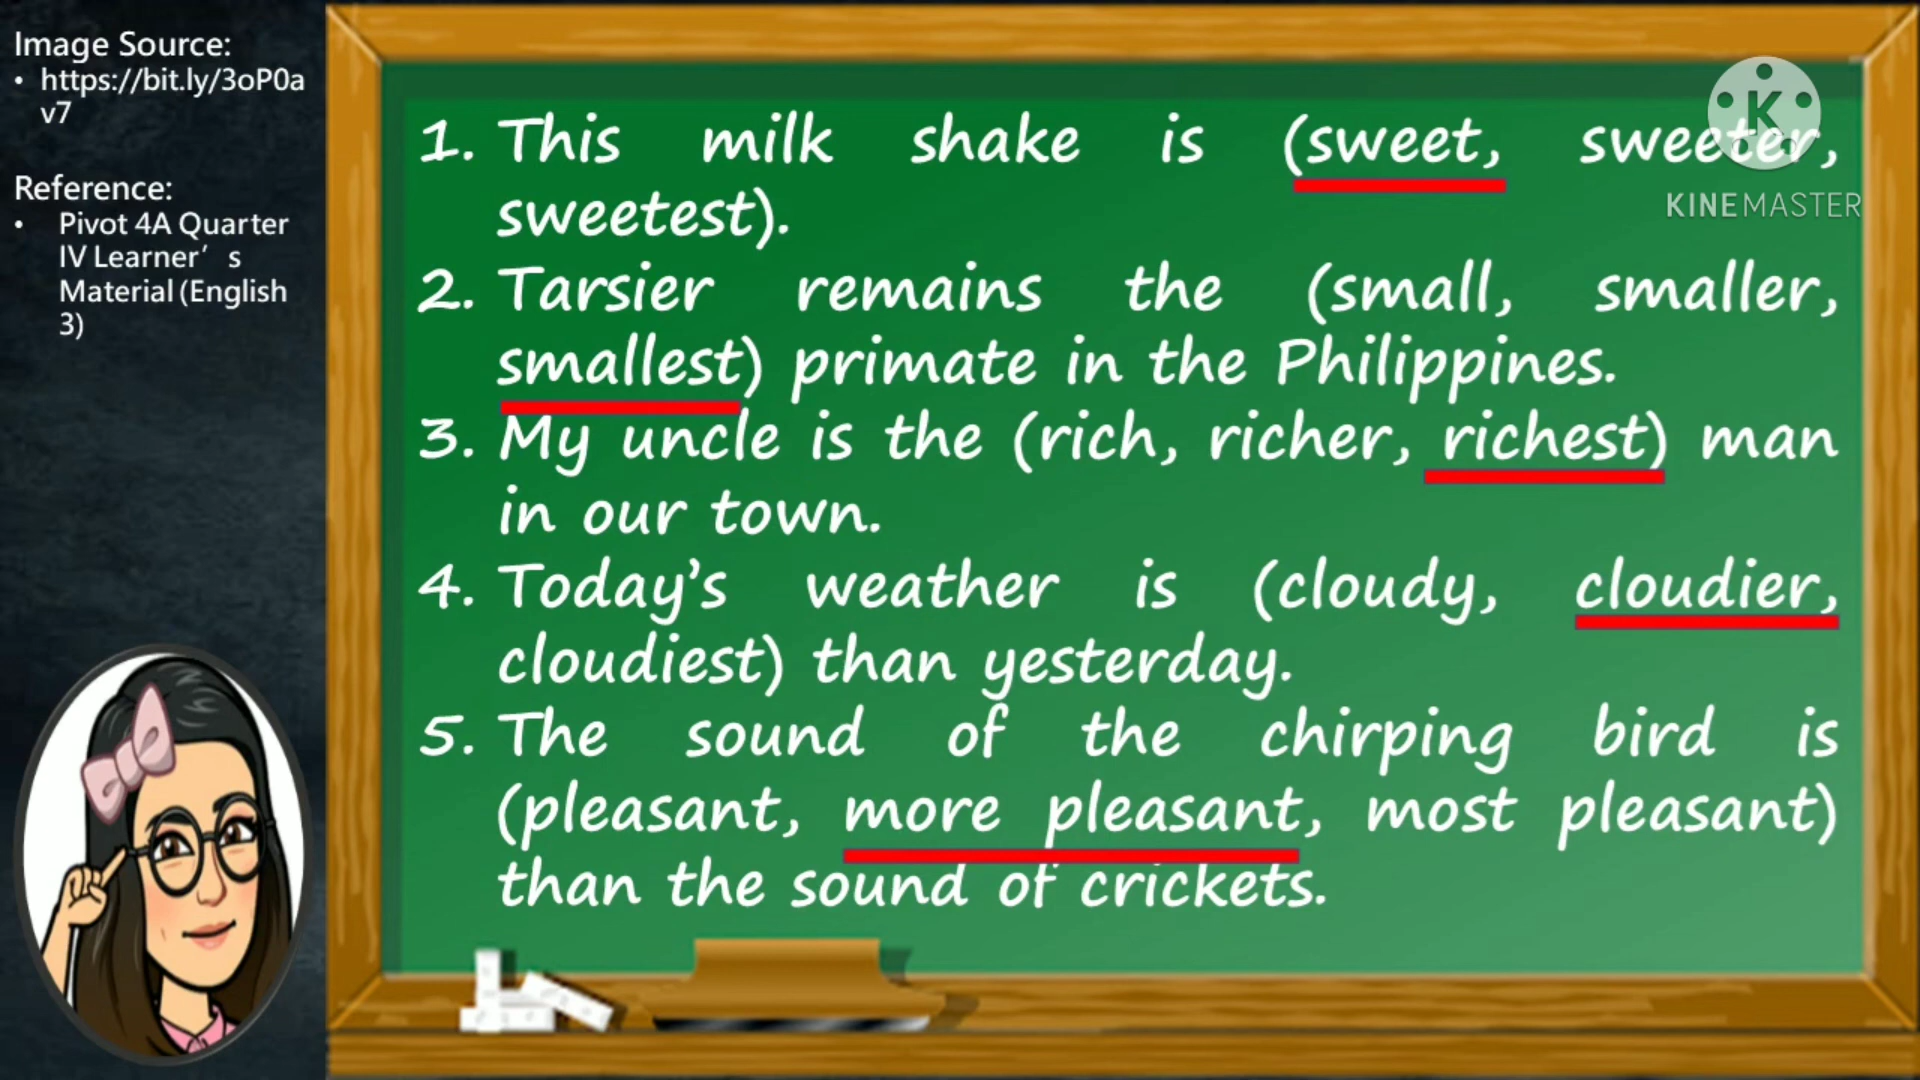 Image Source:
• https://bit.ly/3oP0a
v7
Reference:
• Pivot 4A Quarter
IV Learner's
Material (English
3)
1. This milk shake is (sweet, sweeter,
sweetest).
2. Tarsier remains the (small, smaller,
smallest) primate in the Philippines.
3. My uncle is the (rich, richer, richest) man
in our town.
4. Today's weather is (cloudy, cloudier,
cloudiest) than yesterday.
5. The sound of the chirping bird is
(pleasant, more pleasant, most pleasant)
than the sound of crickets.
K
KINEMASTER